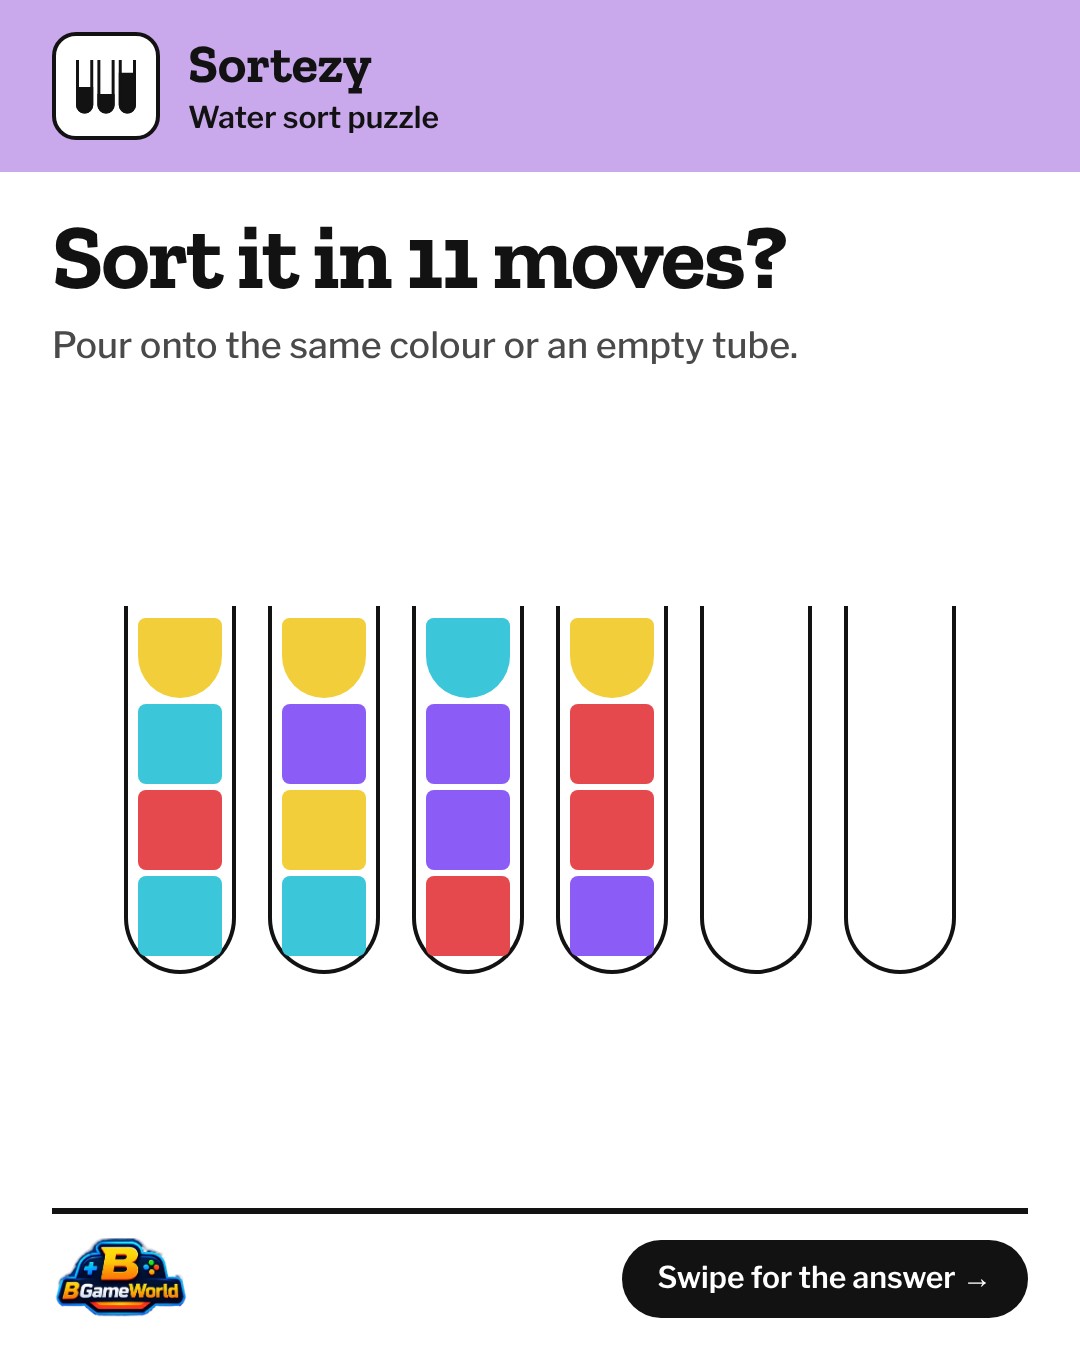 Sortezy
Water sort puzzle
Sort it in 11 moves?
Pour onto the same colour or an empty tube.
B
BGameWorld
Swipe for the answer →